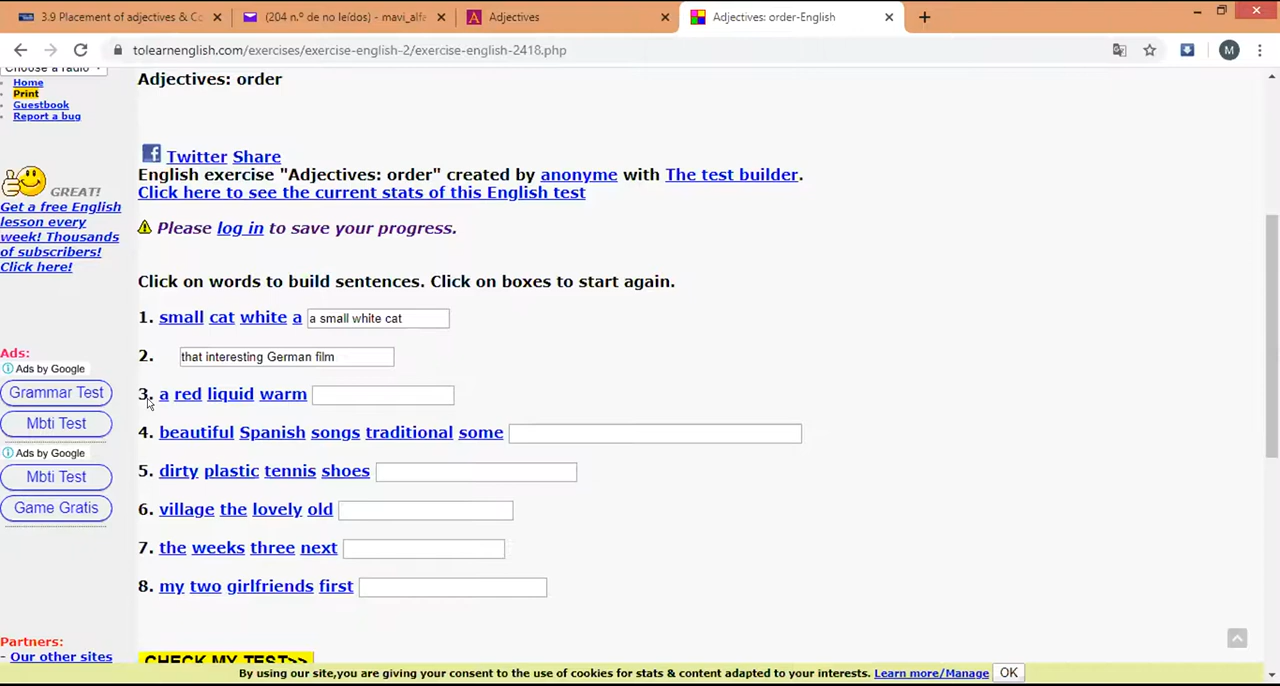 3.9 Placement of adjectives & Co
(204 n.º de no leídos) - mavi_alfa
Adjectives
Adjectives: order-English
tolearnenglish.com/exercises/exercise-english-2/exercise-english-2418.php
M
Choose a radio
Home
Print
Guestbook
Report a bug
Adjectives: order
Twitter Share
English exercise "Adjectives: order" created by anonyme with The test builder.
Click here to see the current stats of this English test
GREAT!
Get a free English
lesson every
week! Thousands
of subscribers!
Click here!
Please log in to save your progress.
Click on words to build sentences. Click on boxes to start again.
1. small cat white a a small white cat
2. that interesting German film
3. a red liquid warm
4. beautiful Spanish songs traditional some
5. dirty plastic tennis shoes
6. village the lovely old
7. the weeks three next
8. my two girlfriends first
Ads:
Ads by Google
Grammar Test
Mbti Test
Ads by Google
Mbti Test
Game Gratis
Partners:
- Our other sites
CHECK MY TEST>>
By using our site,you are giving your consent to the use of cookies for stats & content adapted to your interests. Learn more/Manage OK